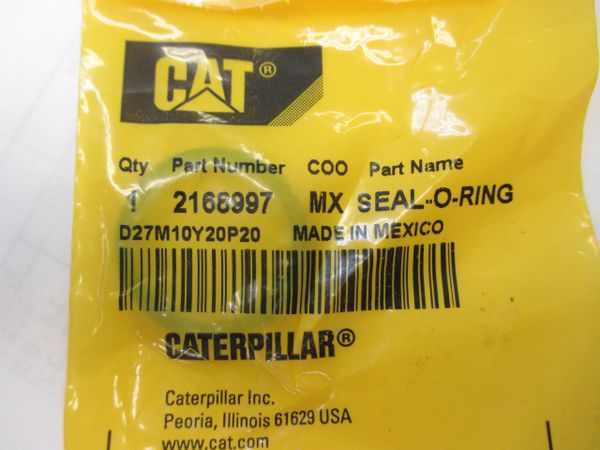 CAT®
Qty Part Number COO Part Name
1 2168997 MX SEAL-O-RING
D27M10Y20P20 MADE IN MEXICO
CATERPILLAR®
Caterpillar Inc.
Peoria, Illinois 61629 USA
www.cat.com